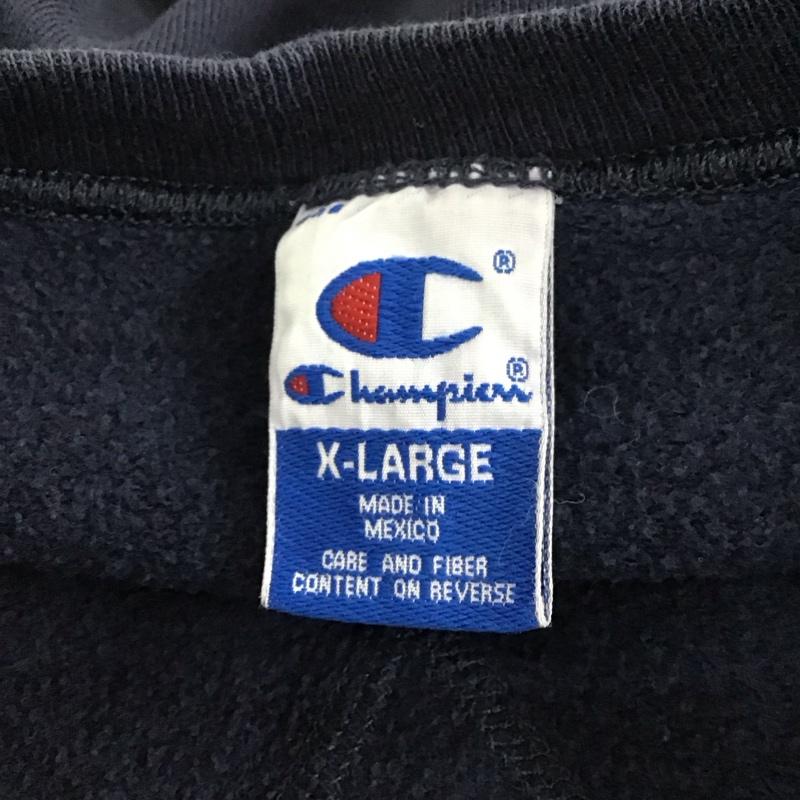 ®
Champion®
X-LARGE
MADE IN
MEXICO
CARE AND FIBER
CONTENT ON REVERSE